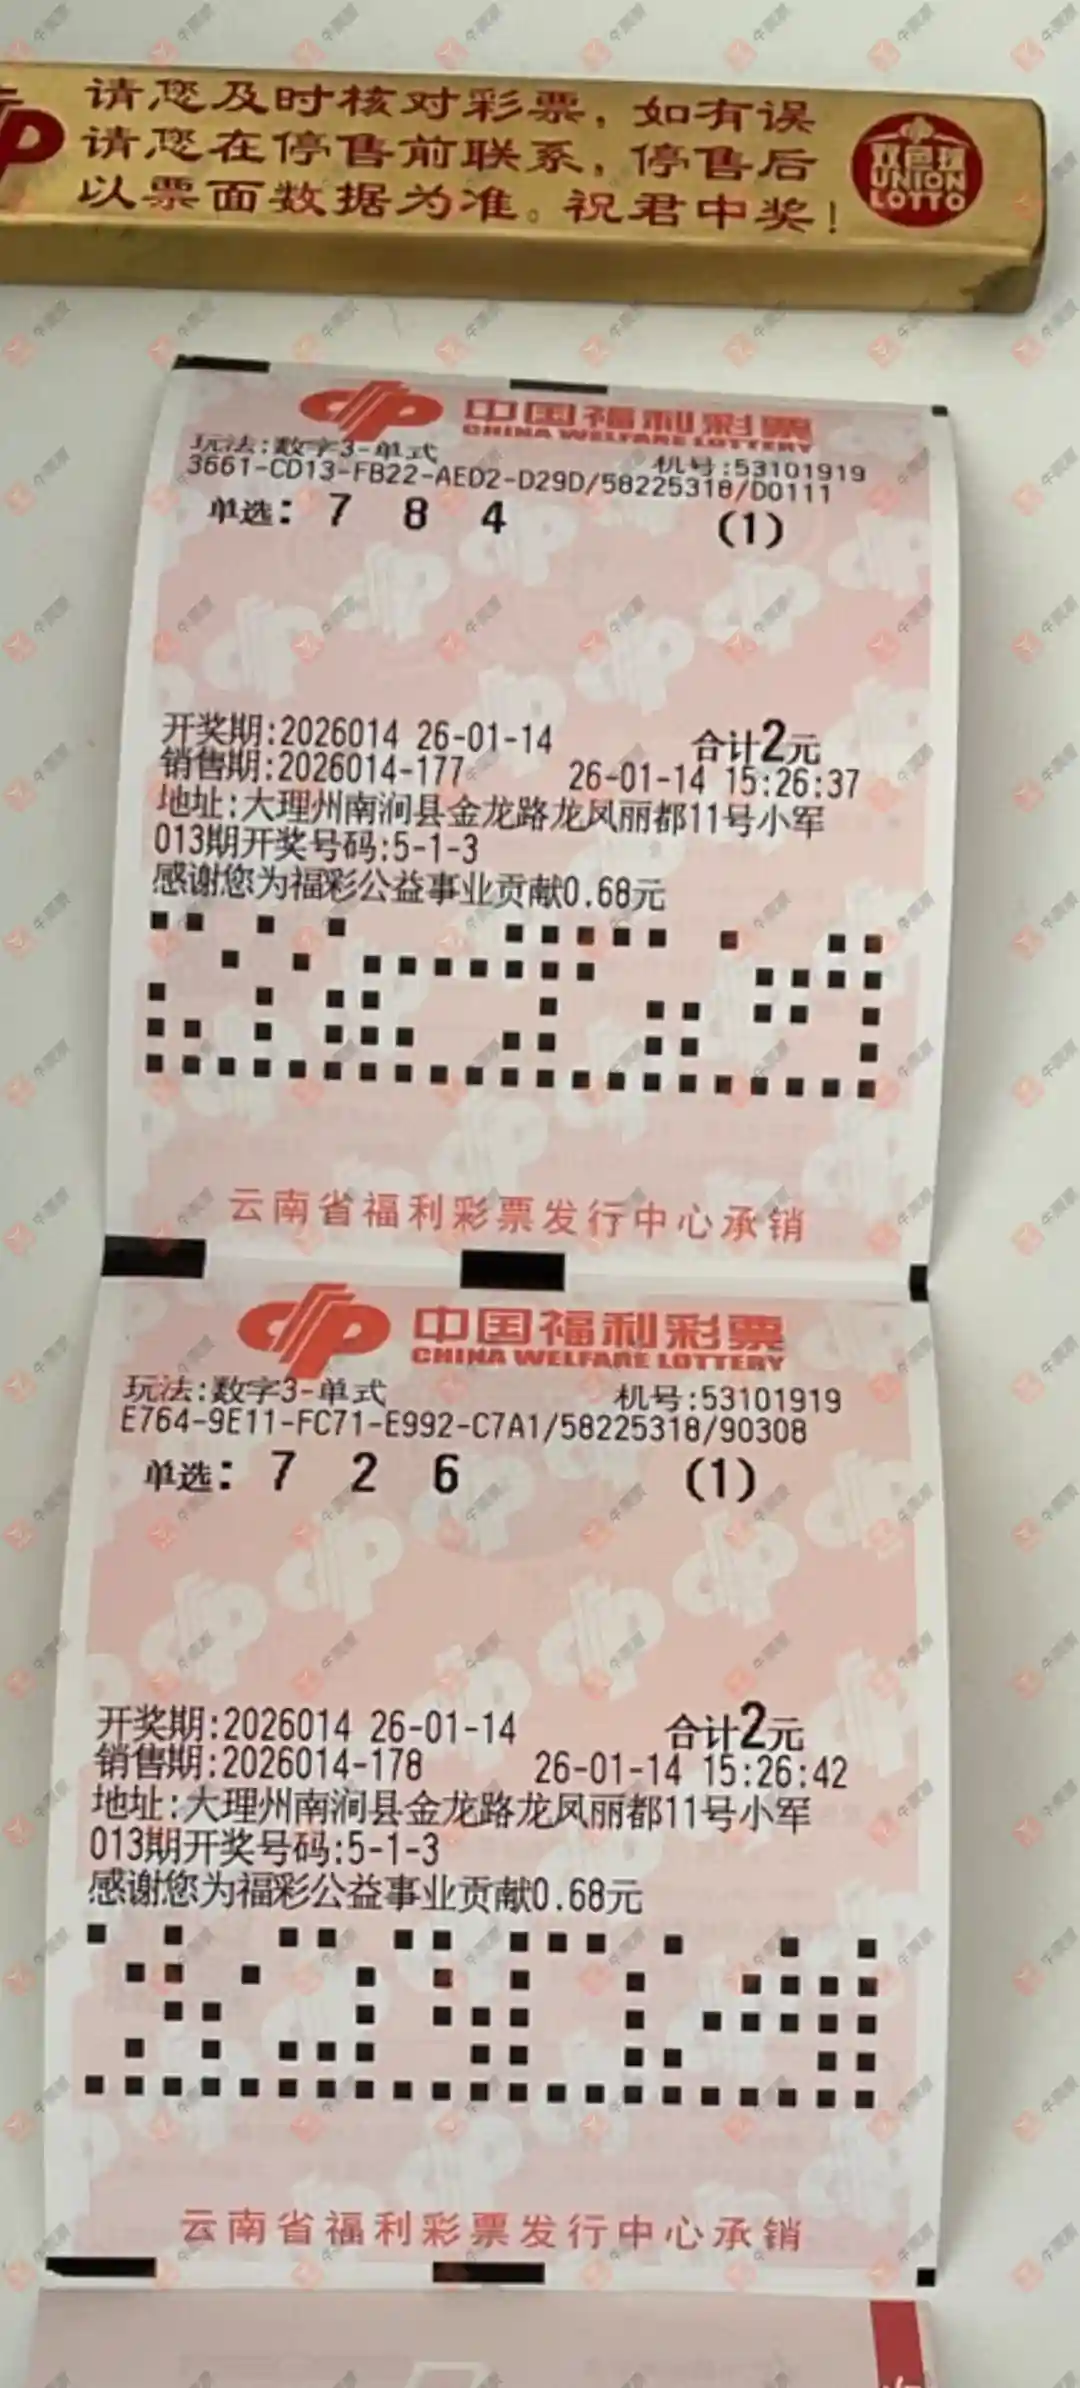 请您及时核对彩票，如有误
请您在停售前联系，停售后
以票面数据为准。祝君中奖！
双色球
UNION
LOTTO
中国福利彩票
CHINA WELFARE LOTTERY
玩法:数字3-单式 机号:53101919
3661-CD13-FB22-AED2-D29D/58225318/D0111
单选: 7 8 4 (1)
开奖期:2026014 26-01-14 合计2元
销售期:2026014-177 26-01-14 15:26:37
地址:大理州南涧县金龙路龙凤丽都11号小军
013期开奖号码:5-1-3
感谢您为福彩公益事业贡献0.68元
云南省福利彩票发行中心承销
中国福利彩票
CHINA WELFARE LOTTERY
玩法:数字3-单式 机号:53101919
E764-9E11-FC71-E992-C7A1/58225318/90308
单选: 7 2 6 (1)
开奖期:2026014 26-01-14 合计2元
销售期:2026014-178 26-01-14 15:26:42
地址:大理州南涧县金龙路龙凤丽都11号小军
013期开奖号码:5-1-3
感谢您为福彩公益事业贡献0.68元
云南省福利彩票发行中心承销